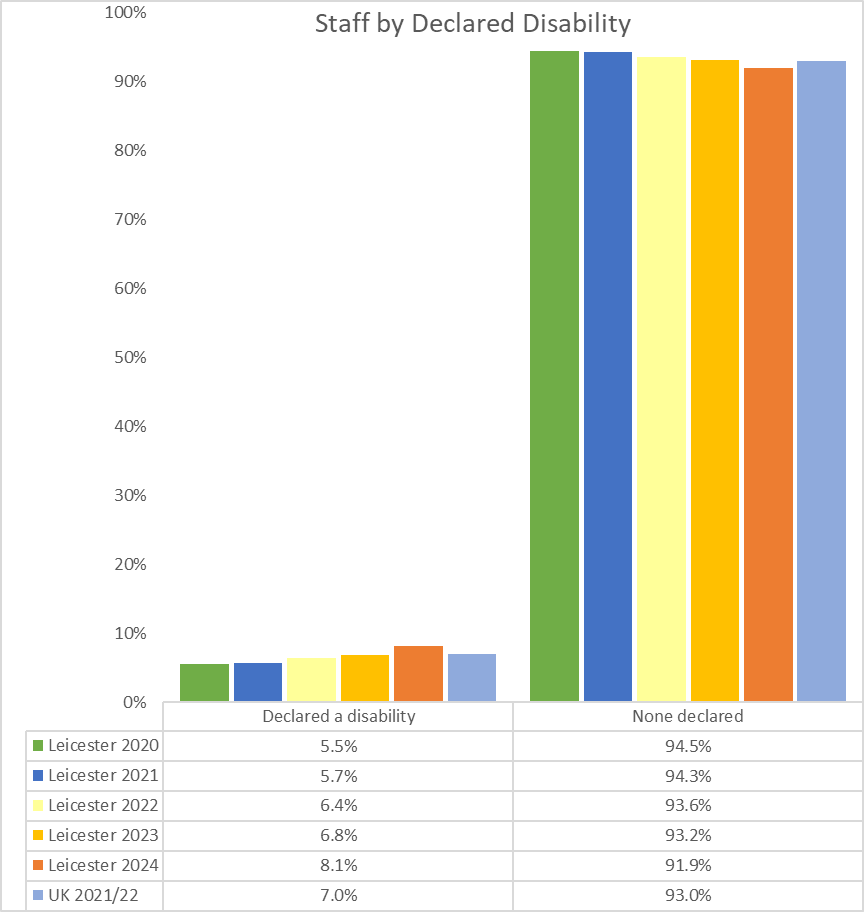 Staff by Declared Disability
100%
90%
80%
70%
60%
50%
40%
30%
20%
10%
0%
Declared a disability None declared
Leicester 2020 5.5% 94.5%
Leicester 2021 5.7% 94.3%
Leicester 2022 6.4% 93.6%
Leicester 2023 6.8% 93.2%
Leicester 2024 8.1% 91.9%
UK 2021/22 7.0% 93.0%